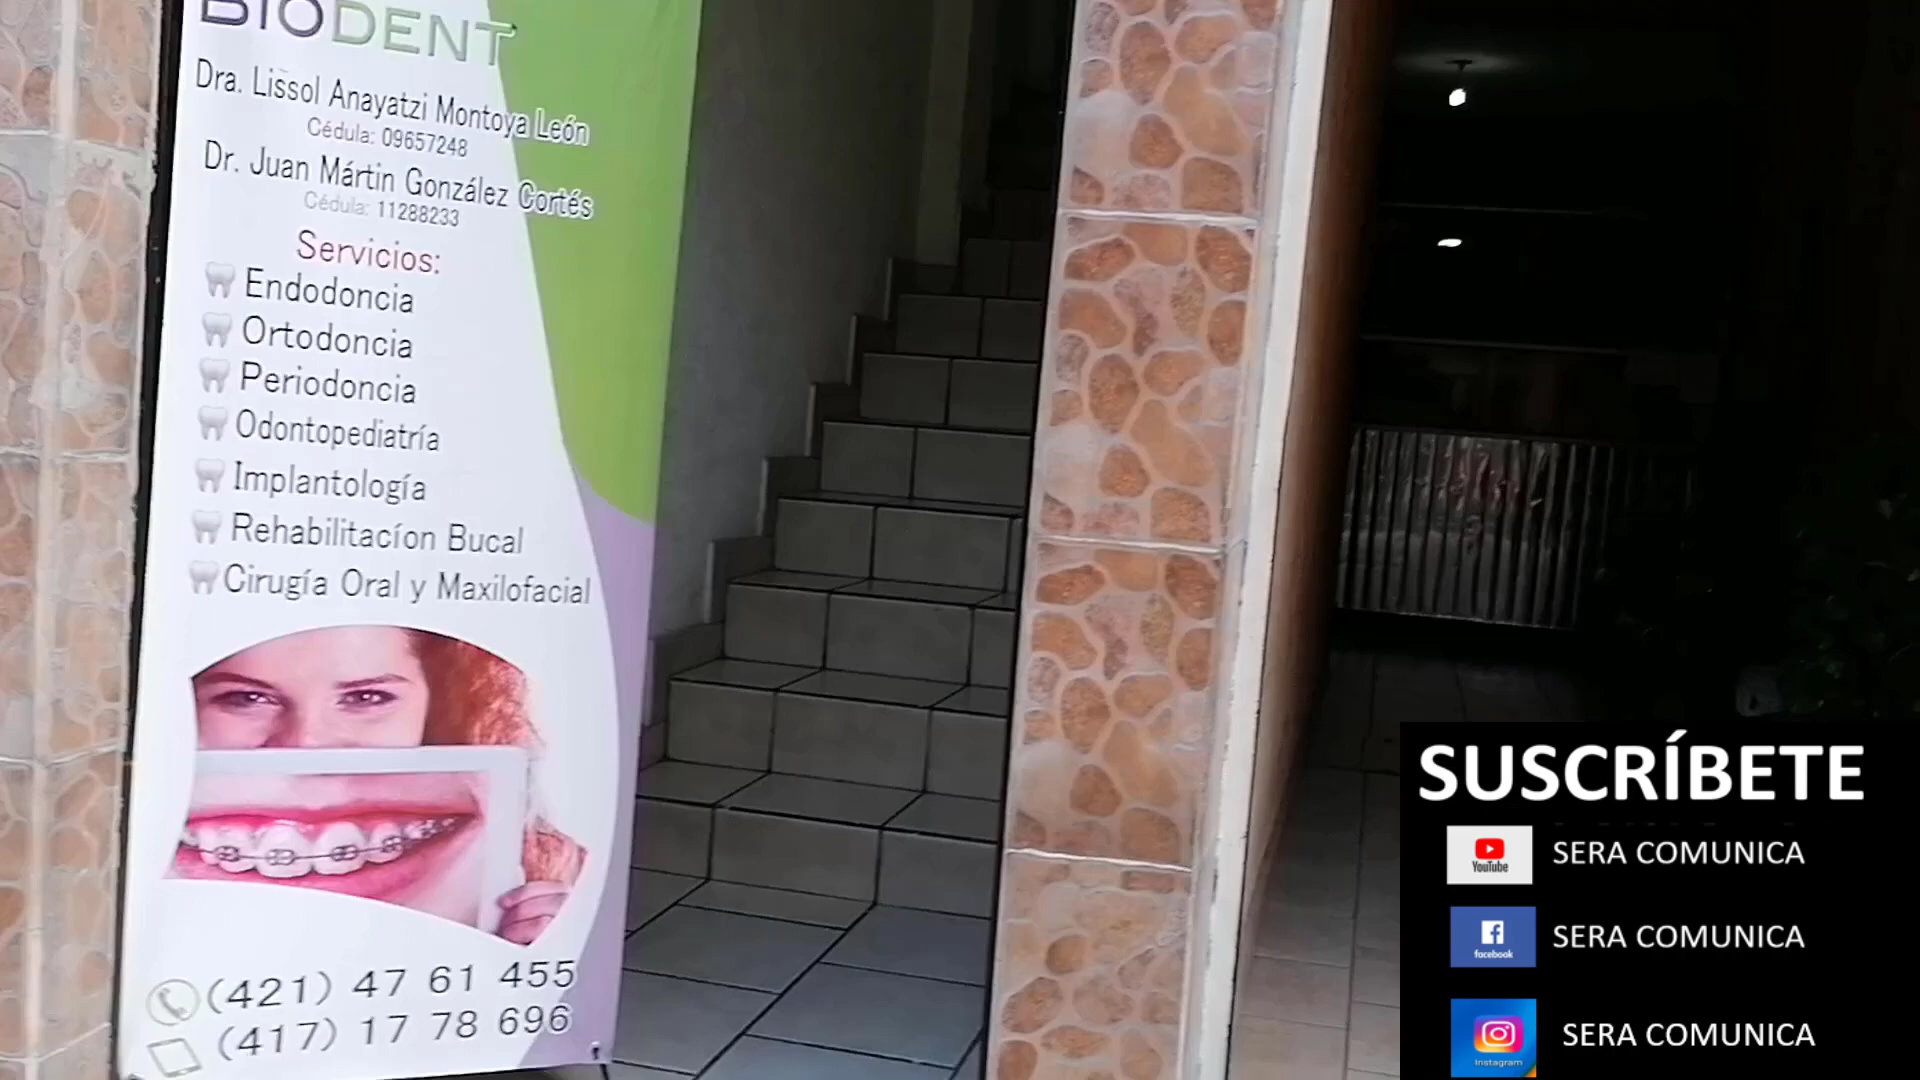 BIODENT
Dra. Lissol Anayatzi Montoya León
Cédula: 09657248
Dr. Juan Mártin González Cortés
Cédula: 11288233
Servicios:
Endodoncia
Ortodoncia
Periodoncia
Odontopediatría
Implantología
Rehabilitacíon Bucal
Cirugía Oral y Maxilofacial
(421) 47 61 455
(417) 17 78 696
SUSCRÍBETE
YouTube SERA COMUNICA
facebook SERA COMUNICA
Instagram SERA COMUNICA